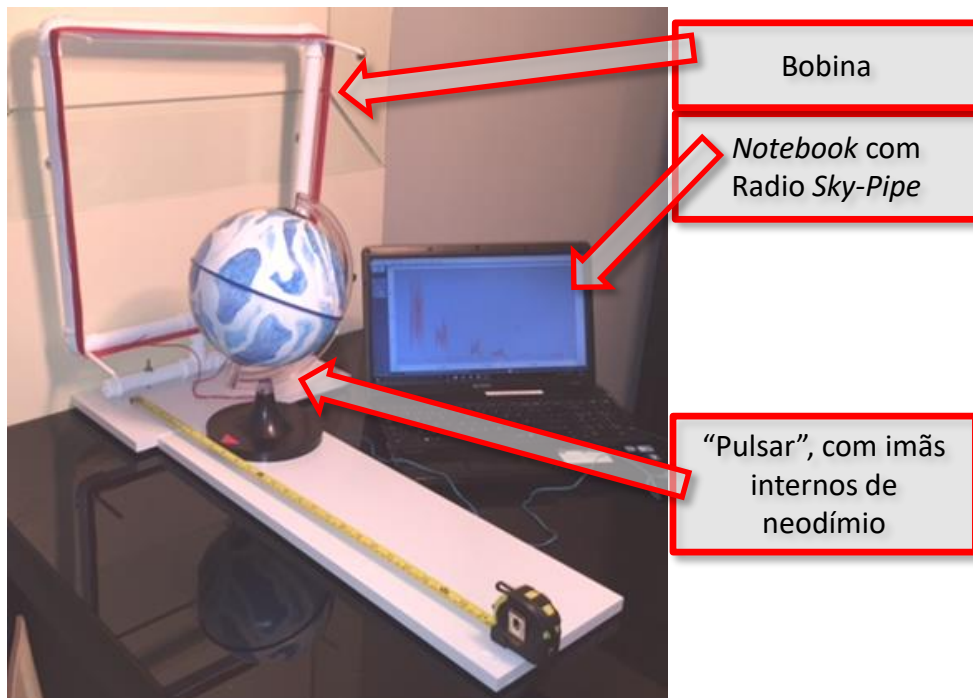 Bobina
Notebook com
Radio Sky-Pipe
“Pulsar”, com imãs
internos de
neodímio